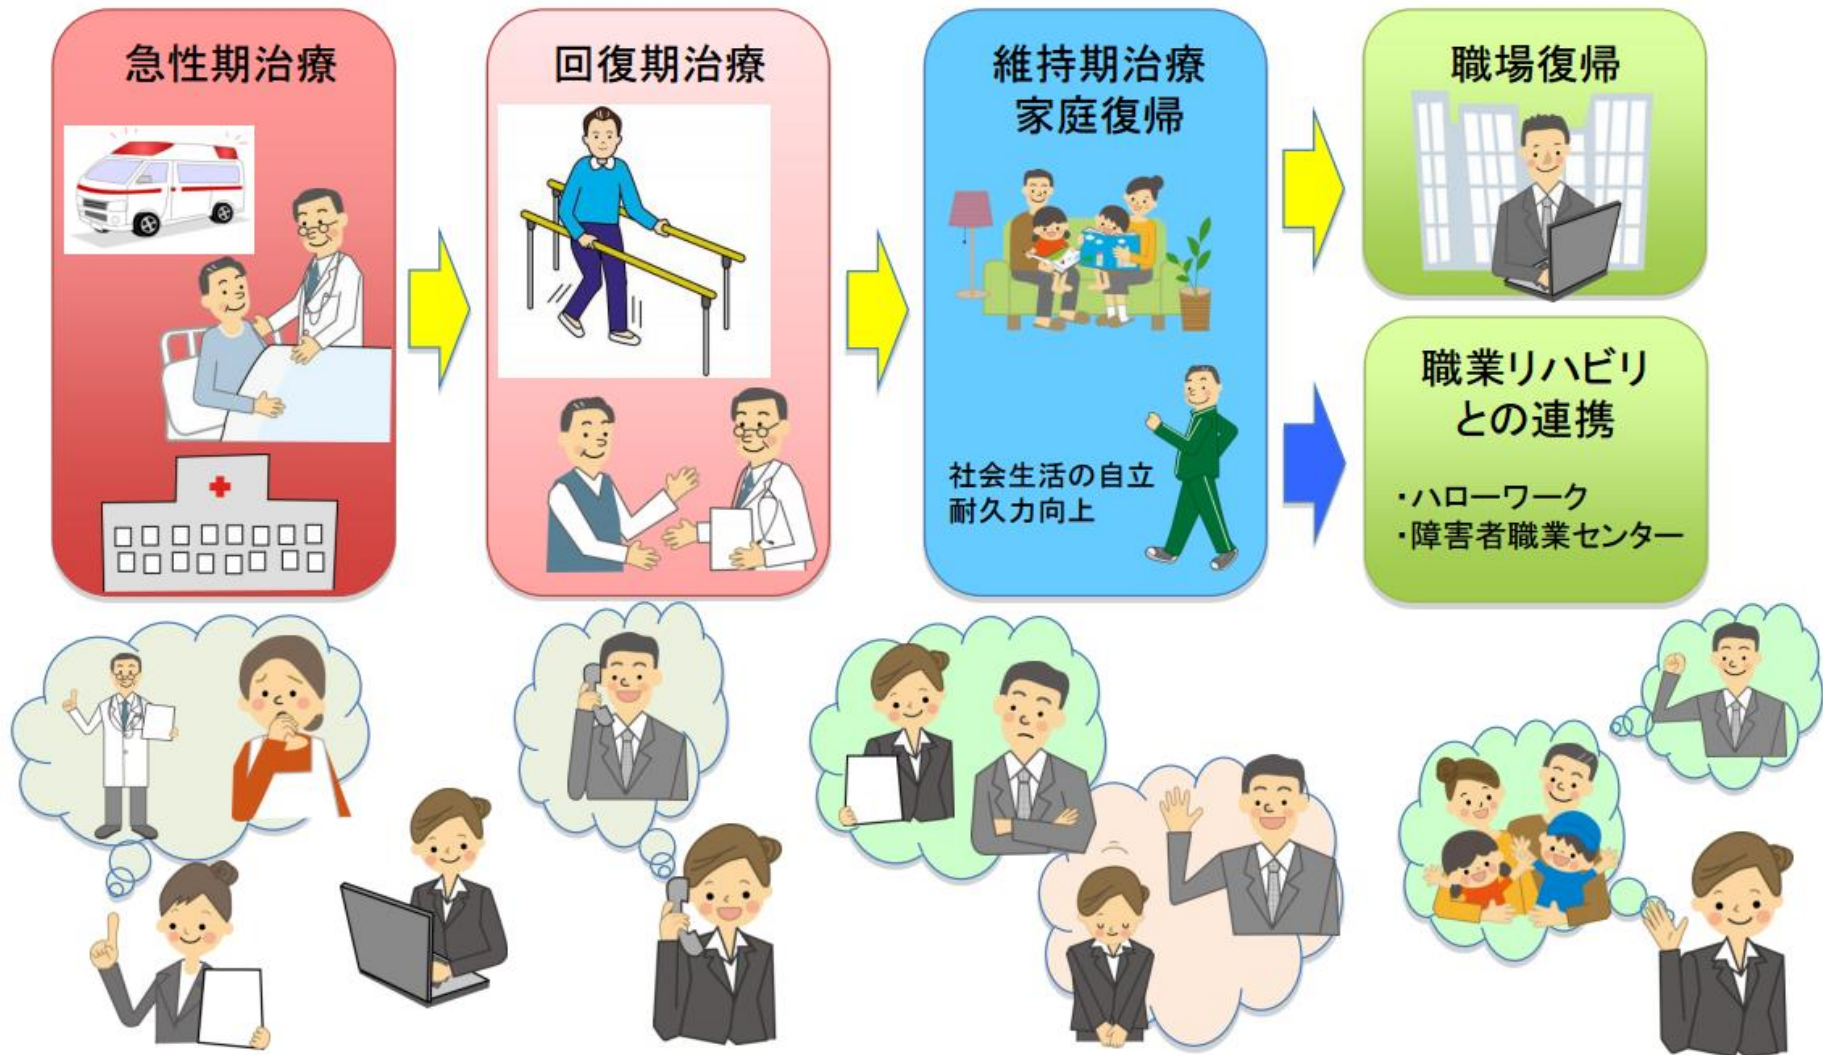 急性期治療
回復期治療
維持期治療
家庭復帰
社会生活の自立
耐久力向上
職場復帰
職業リハビリ
との連携
・ハローワーク
・障害者職業センター